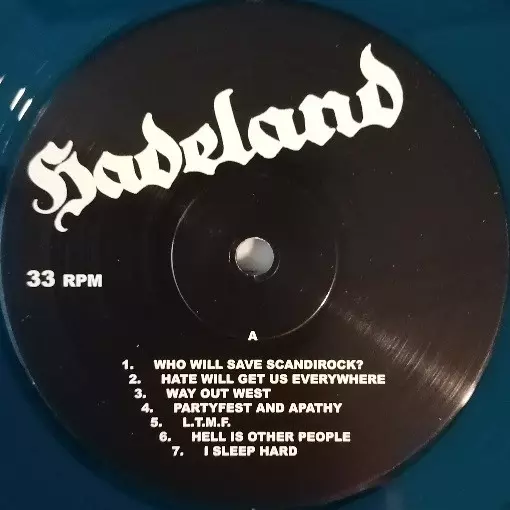 Hadeland
33 RPM
A
1. WHO WILL SAVE SCANDIROCK?
2. HATE WILL GET US EVERYWHERE
3. WAY OUT WEST
4. PARTYFEST AND APATHY
5. L.T.M.F.
6. HELL IS OTHER PEOPLE
7. I SLEEP HARD